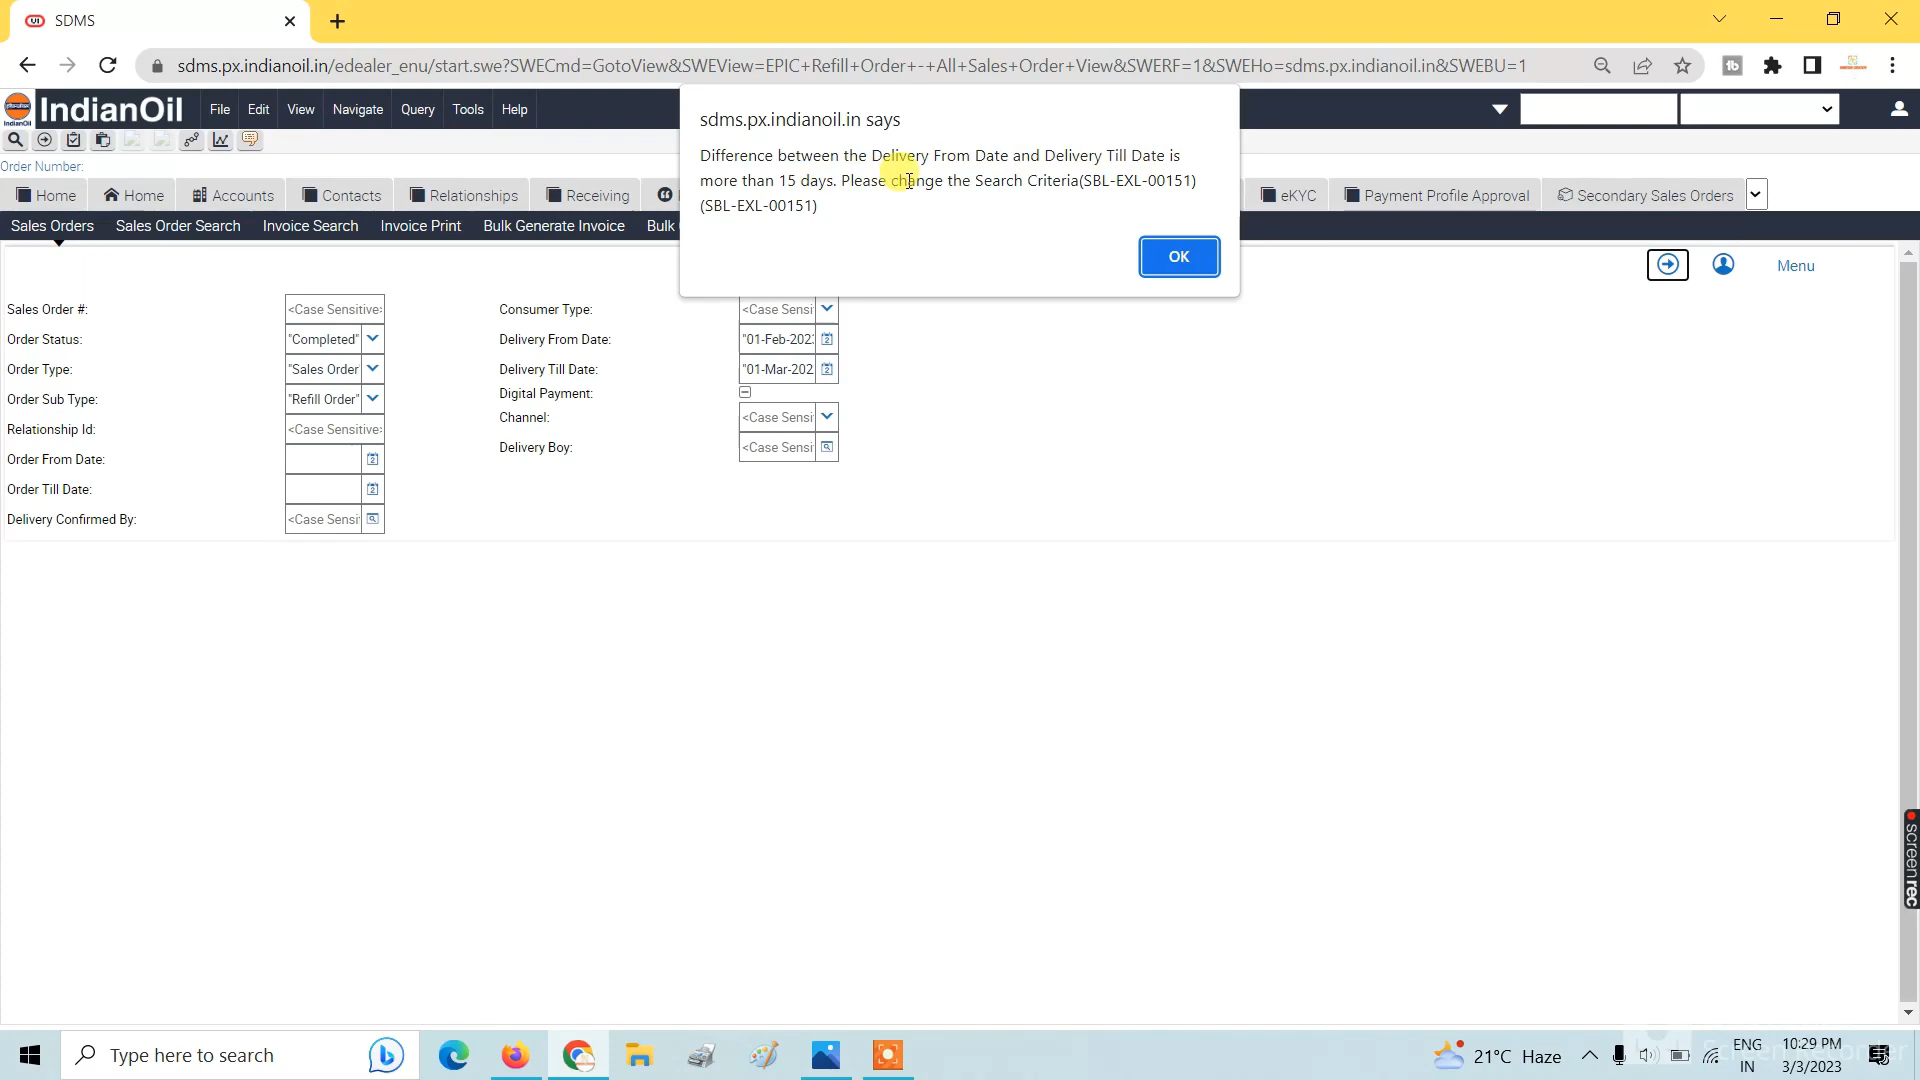 SDMS
sdms.px.indianoil.in/edealer_enu/start.swe?SWECmd=GotoView&SWEView=EPIC+Refill+Order+-+All+Sales+Order+View&SWERF=1&SWEHo=sdms.px.indianoil.in&SWEBU=1
IndianOil File Edit View Navigate Query Tools Help
Order Number:
Home Home Accounts Contacts Relationships Receiving eKYC Payment Profile Approval Secondary Sales Orders
Sales Orders Sales Order Search Invoice Search Invoice Print Bulk Generate Invoice Bulk
sdms.px.indianoil.in says
Difference between the Delivery From Date and Delivery Till Date is
more than 15 days. Please change the Search Criteria(SBL-EXL-00151)
(SBL-EXL-00151)
OK
Menu
Sales Order #: <Case Sensitive> Consumer Type: <Case Sensi
Order Status: "Completed" Delivery From Date: "01-Feb-202
Order Type: "Sales Order Delivery Till Date: "01-Mar-202
Digital Payment:
Order Sub Type: "Refill Order" Channel: <Case Sensi
Relationship Id: <Case Sensitive> Delivery Boy: <Case Sensi
Order From Date:
Order Till Date:
Delivery Confirmed By: <Case Sensi
screenrec
Type here to search
21°C Haze
ENG
IN
10:29 PM
3/3/2023